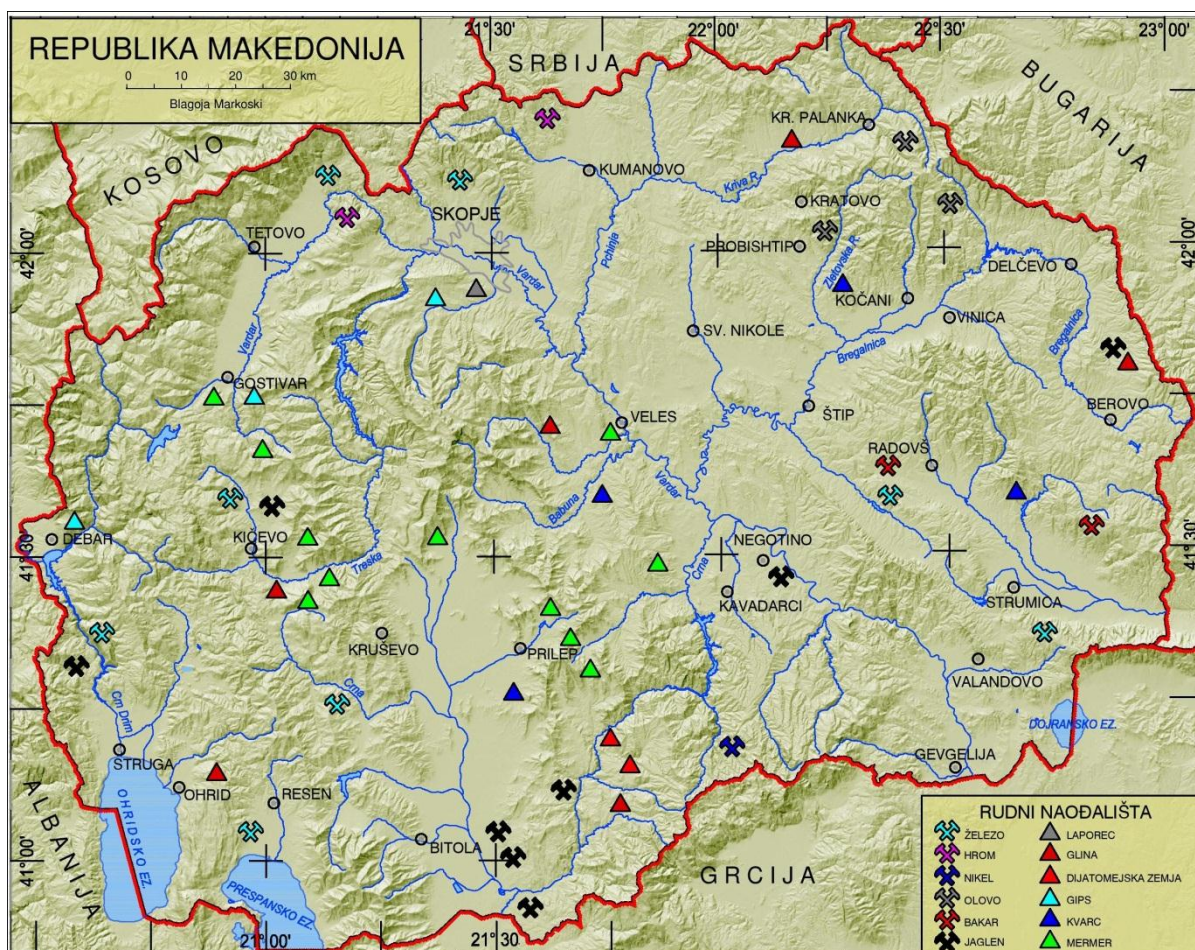 REPUBLIKA MAKEDONIJA
0 10 20 30 km
Blagoja Markoski
21°30'
22°00'
22°30'
23°00'
SRBIJA
BUGARIJA
KOSOVO
KR. PALANKA
KUMANOVO
Kriva R.
KRATOVO
SKOPJE
TETOVO
PROBISHTIP
Zletovska R.
Pchinja
42°00'
42°00'
Vardar
DELČEVO
KOČANI
VINICA
Bregalnica
SV. NIKOLE
Bregalnica
Vardar
GOSTIVAR
ŠTIP
BEROVO
VELES
RADOVŠ
Vardar
Babuna
DEBAR
KIČEVO
Treska
NEGOTINO
Crna
41°30'
41°30'
KAVADARCI
STRUMICA
KRUŠEVO
PRILEP
VALANDOVO
Crna
Crn Drim
DOJRANSKO EZ.
STRUGA
GEVGELIJA
OHRID
RESEN
OHRIDSKO EZ.
BITOLA
ALBANIJA
PRESPANSKO EZ.
GRCIJA
41°00'
21°00'
21°30'
RUDNI NAOĐALIŠTA
ŽELEZO
HROM
NIKEL
OLOVO
BAKAR
JAGLEN
LAPOREC
GLINA
DIJATOMEJSKA ZEMJA
GIPS
KVARC
MERMER